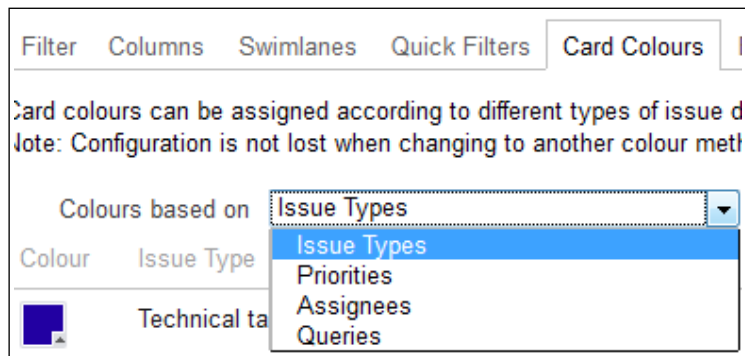 Filter Columns Swimlanes Quick Filters Card Colours
Card colours can be assigned according to different types of issue d
Note: Configuration is not lost when changing to another colour meth
Colours based on Issue Types
Issue Types
Colour Issue Type
Priorities
Assignees
Technical ta
Queries